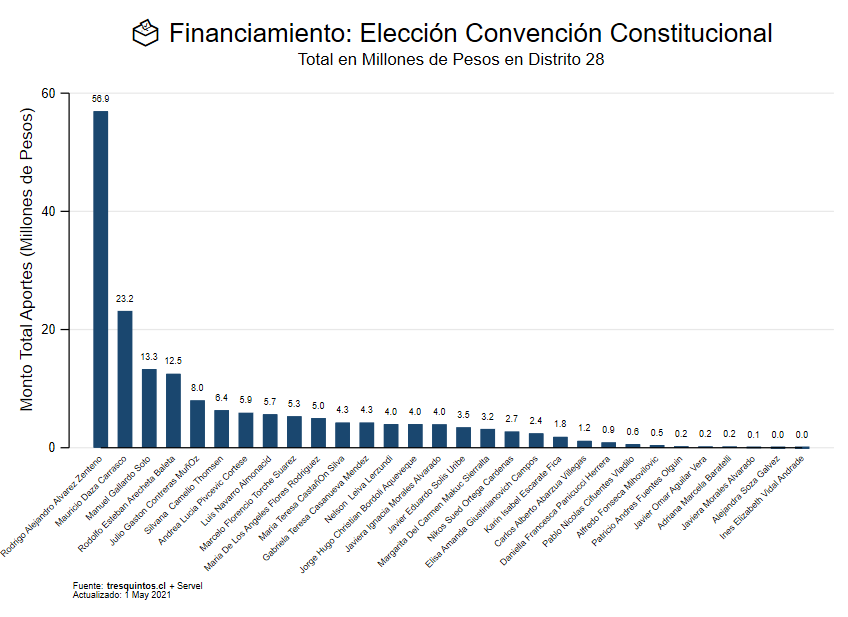 Financiamiento: Elección Convención Constitucional
Total en Millones de Pesos en Distrito 28
Monto Total Aportes (Millones de Pesos)
60
40
20
0
56.9
23.2
13.3
12.5
8.0
6.4
5.9
5.7
5.3
5.0
4.3
4.3
4.0
4.0
4.0
3.5
3.2
2.7
2.4
1.8
1.2
0.9
0.6
0.5
0.2
0.2
0.2
0.1
0.0
0.0
Rodrigo Alejandro Alvarez Zenteno
Mauricio Daza Carrasco
Manuel Gallardo Soto
Rodolfo Esteban Arecheta Baleta
Julio Gaston Contreras MuñOz
Silvana Camelio Thomsen
Andrea Lucia Pivcevic Cortese
Luis Navarro Almonacid
Marcelo Florencio Torche Suarez
Maria De Los Angeles Flores Rodriguez
Maria Teresa CastañOn Silva
Gabriela Teresa Casanueva Mendez
Nelson Leiva Lerzundi
Jorge Hugo Christian Bordoli Aqueveque
Javiera Ignacia Morales Alvarado
Javier Eduardo Solis Uribe
Margarita Del Carmen Makuc Sierralta
Nikos Sued Ortega Cardenas
Elisa Amanda Giustinianovich Campos
Karin Isabel Escarate Fica
Carlos Alberto Abarzua Villegas
Daniella Francesca Panicucci Herrera
Pablo Nicolas Cifuentes Vladilo
Alfredo Fonseca Mihovilovic
Patricio Andres Fuentes Olguin
Javier Omar Aguilar Vera
Adriana Marcela Baratelli
Javiera Morales Alvarado
Alejandra Soza Galvez
Ines Elizabeth Vidal Andrade
Fuente: tresquintos.cl + Servel
Actualizado: 1 May 2021